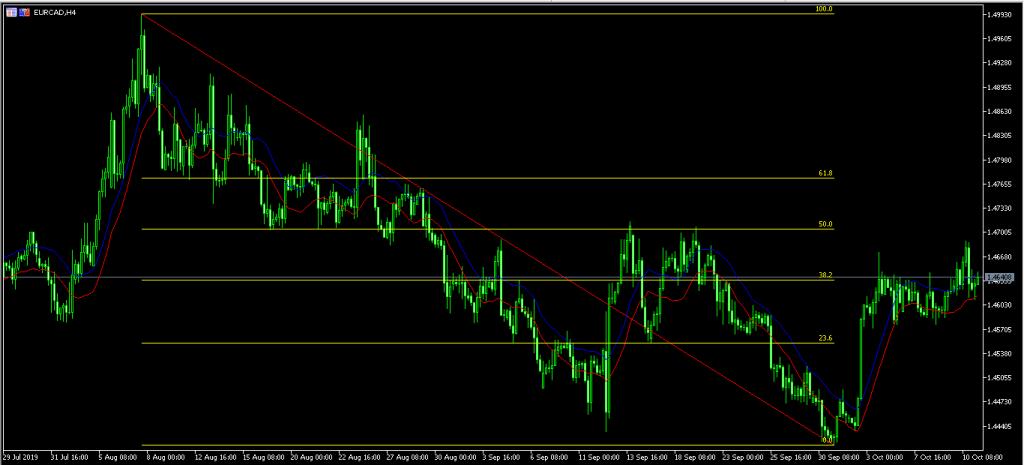 EURCAD,H4
100.0
61.8
50.0
38.2
23.6
0.0
1.49930
1.49605
1.49280
1.48955
1.48630
1.48305
1.47980
1.47655
1.47330
1.47005
1.46680
1.46408
1.46355
1.46030
1.45705
1.45380
1.45055
1.44730
1.44405
29 Jul 2019
31 Jul 16:00
5 Aug 08:00
8 Aug 00:00
12 Aug 16:00
15 Aug 08:00
20 Aug 00:00
22 Aug 16:00
27 Aug 08:00
30 Aug 00:00
3 Sep 16:00
6 Sep 08:00
11 Sep 00:00
13 Sep 16:00
18 Sep 08:00
23 Sep 00:00
25 Sep 16:00
30 Sep 08:00
3 Oct 00:00
7 Oct 16:00
10 Oct 08:00